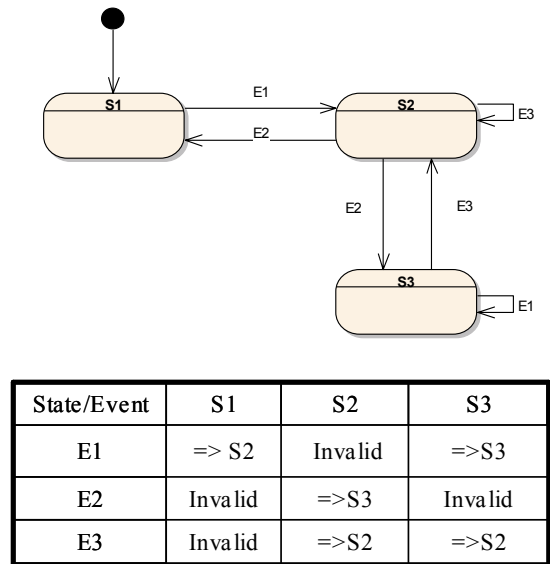 S1
E1
S2
E3
E2
E2
E3
S3
E1
State/Event S1 S2 S3
E1 => S2 Invalid =>S3
E2 Invalid =>S3 Invalid
E3 Invalid =>S2 =>S2